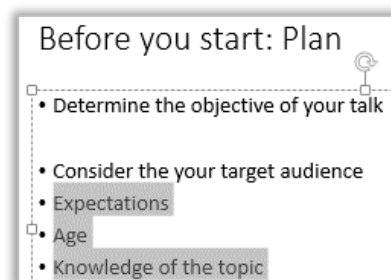 Before you start: Plan
• Determine the objective of your talk
• Consider the your target audience
• Expectations
• Age
• Knowledge of the topic